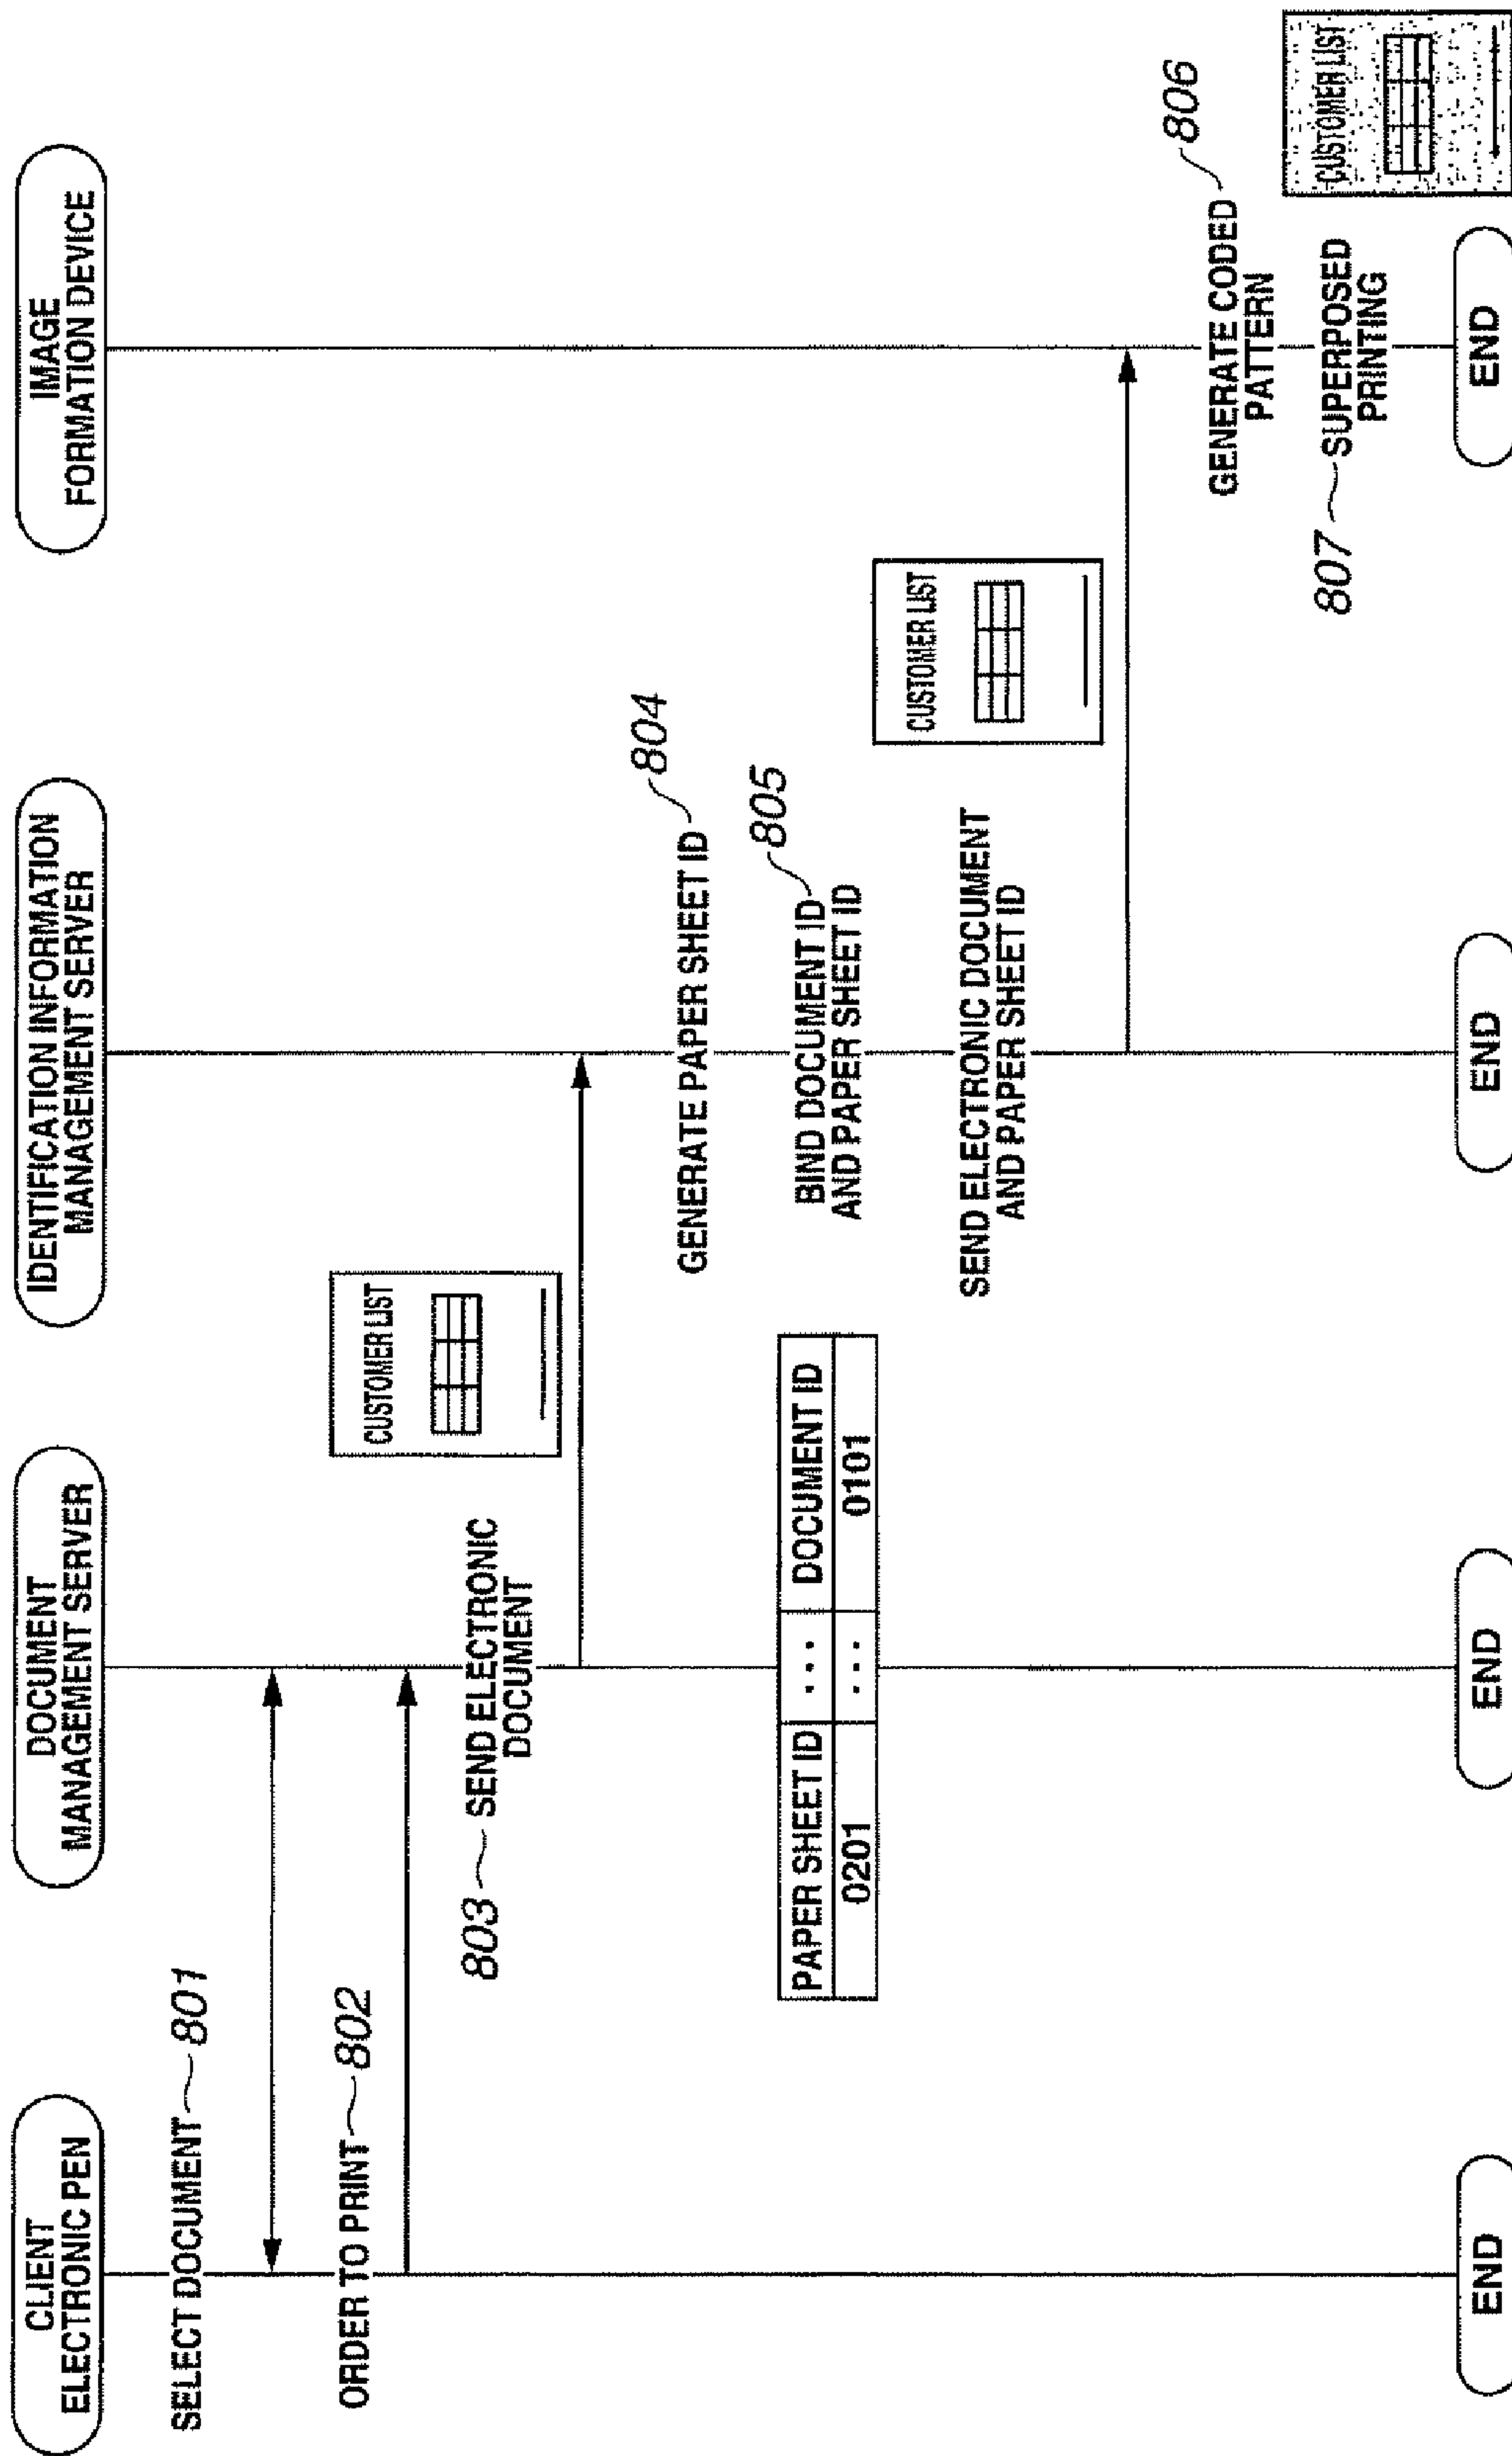 CLIENT
ELECTRONIC PEN
DOCUMENT
MANAGEMENT SERVER
IDENTIFICATION INFORMATION
MANAGEMENT SERVER
IMAGE
FORMATION DEVICE
SELECT DOCUMENT 801
ORDER TO PRINT 802
803 SEND ELECTRONIC
DOCUMENT
CUSTOMER LIST
GENERATE PAPER SHEET ID 804
PAPER SHEET ID ... DOCUMENT ID
0201 ... 0101
BIND DOCUMENT ID 805
AND PAPER SHEET ID
SEND ELECTRONIC DOCUMENT
AND PAPER SHEET ID
CUSTOMER LIST
GENERATE CODED 806
PATTERN
807 SUPERPOSED
PRINTING
CUSTOMER LIST
END
END
END
END